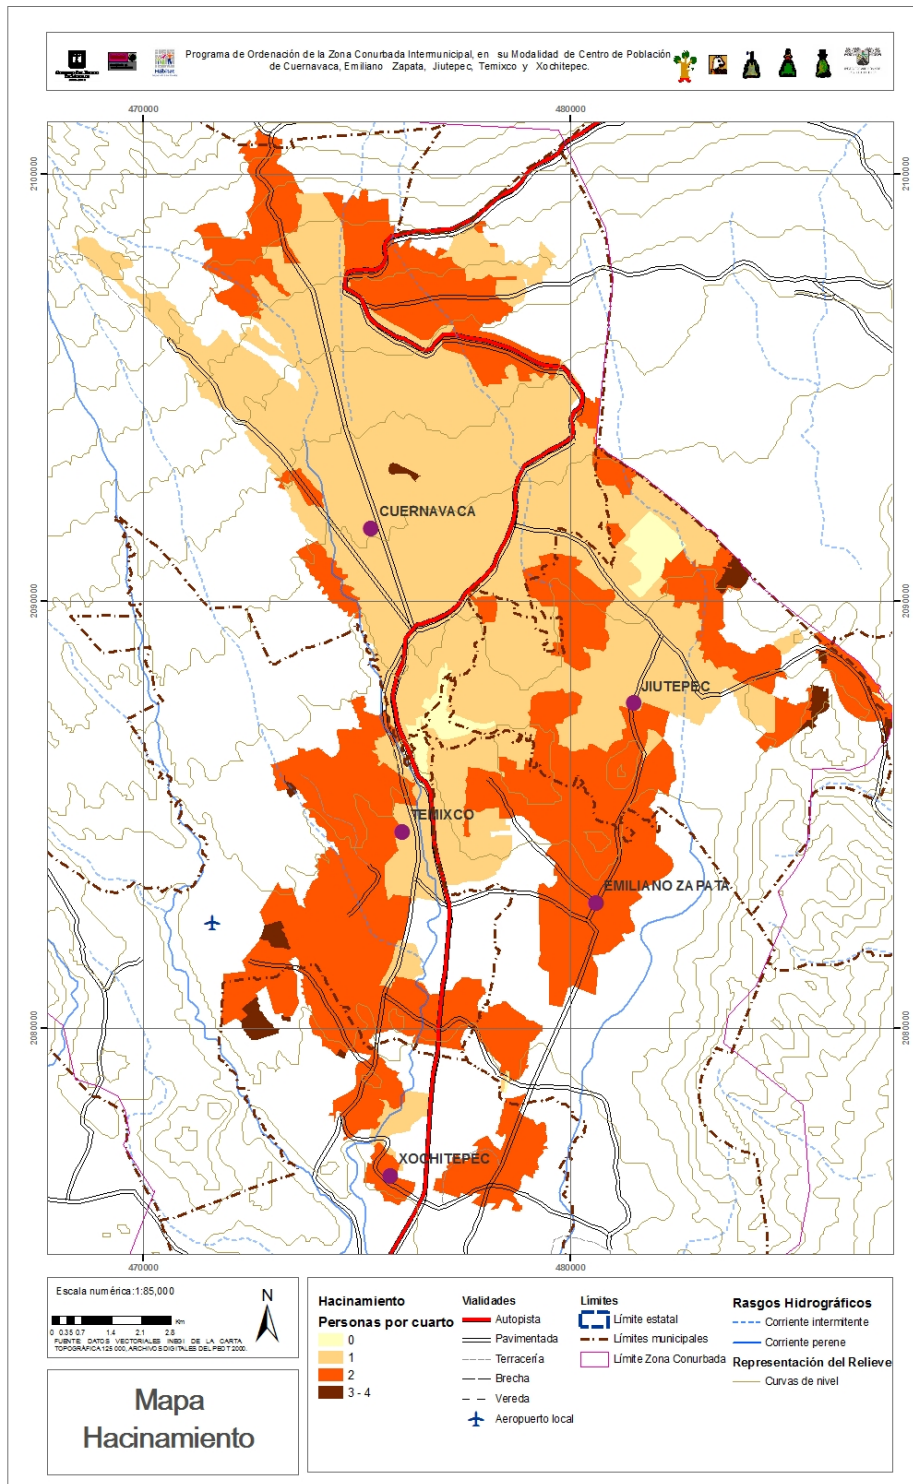 Programa de Ordenación de la Zona Conurbada Intermunicipal, en su Modalidad de Centro de Población
de Cuernavaca, Emiliano Zapata, Jiutepec, Temixco y Xochitepec.
470000
480000
2100000
2100000
CUERNAVACA
2090000
2090000
JIUTEPEC
TEMIXCO
EMILIANO ZAPATA
2080000
2080000
XOCHITEPEC
470000
480000
Escala numérica:1:85,000
N
0 0.35 0.7 1.4 2.1 2.8 Km
FUENTE: DATOS VECTORIALES INEGI DE LA CARTA
TOPOGRÁFICA 1:25 000, ARCHIVOS DIGITALES DEL PEOT 2000.
Mapa
Hacinamiento
Hacinamiento
Personas por cuarto
0
1
2
3 - 4
Vialidades
Autopista
Pavimentada
Terracería
Brecha
Vereda
Aeropuerto local
Límites
Límite estatal
Límites municipales
Límite Zona Conurbada
Rasgos Hidrográficos
Corriente intermitente
Corriente perene
Representación del Relieve
Curvas de nivel